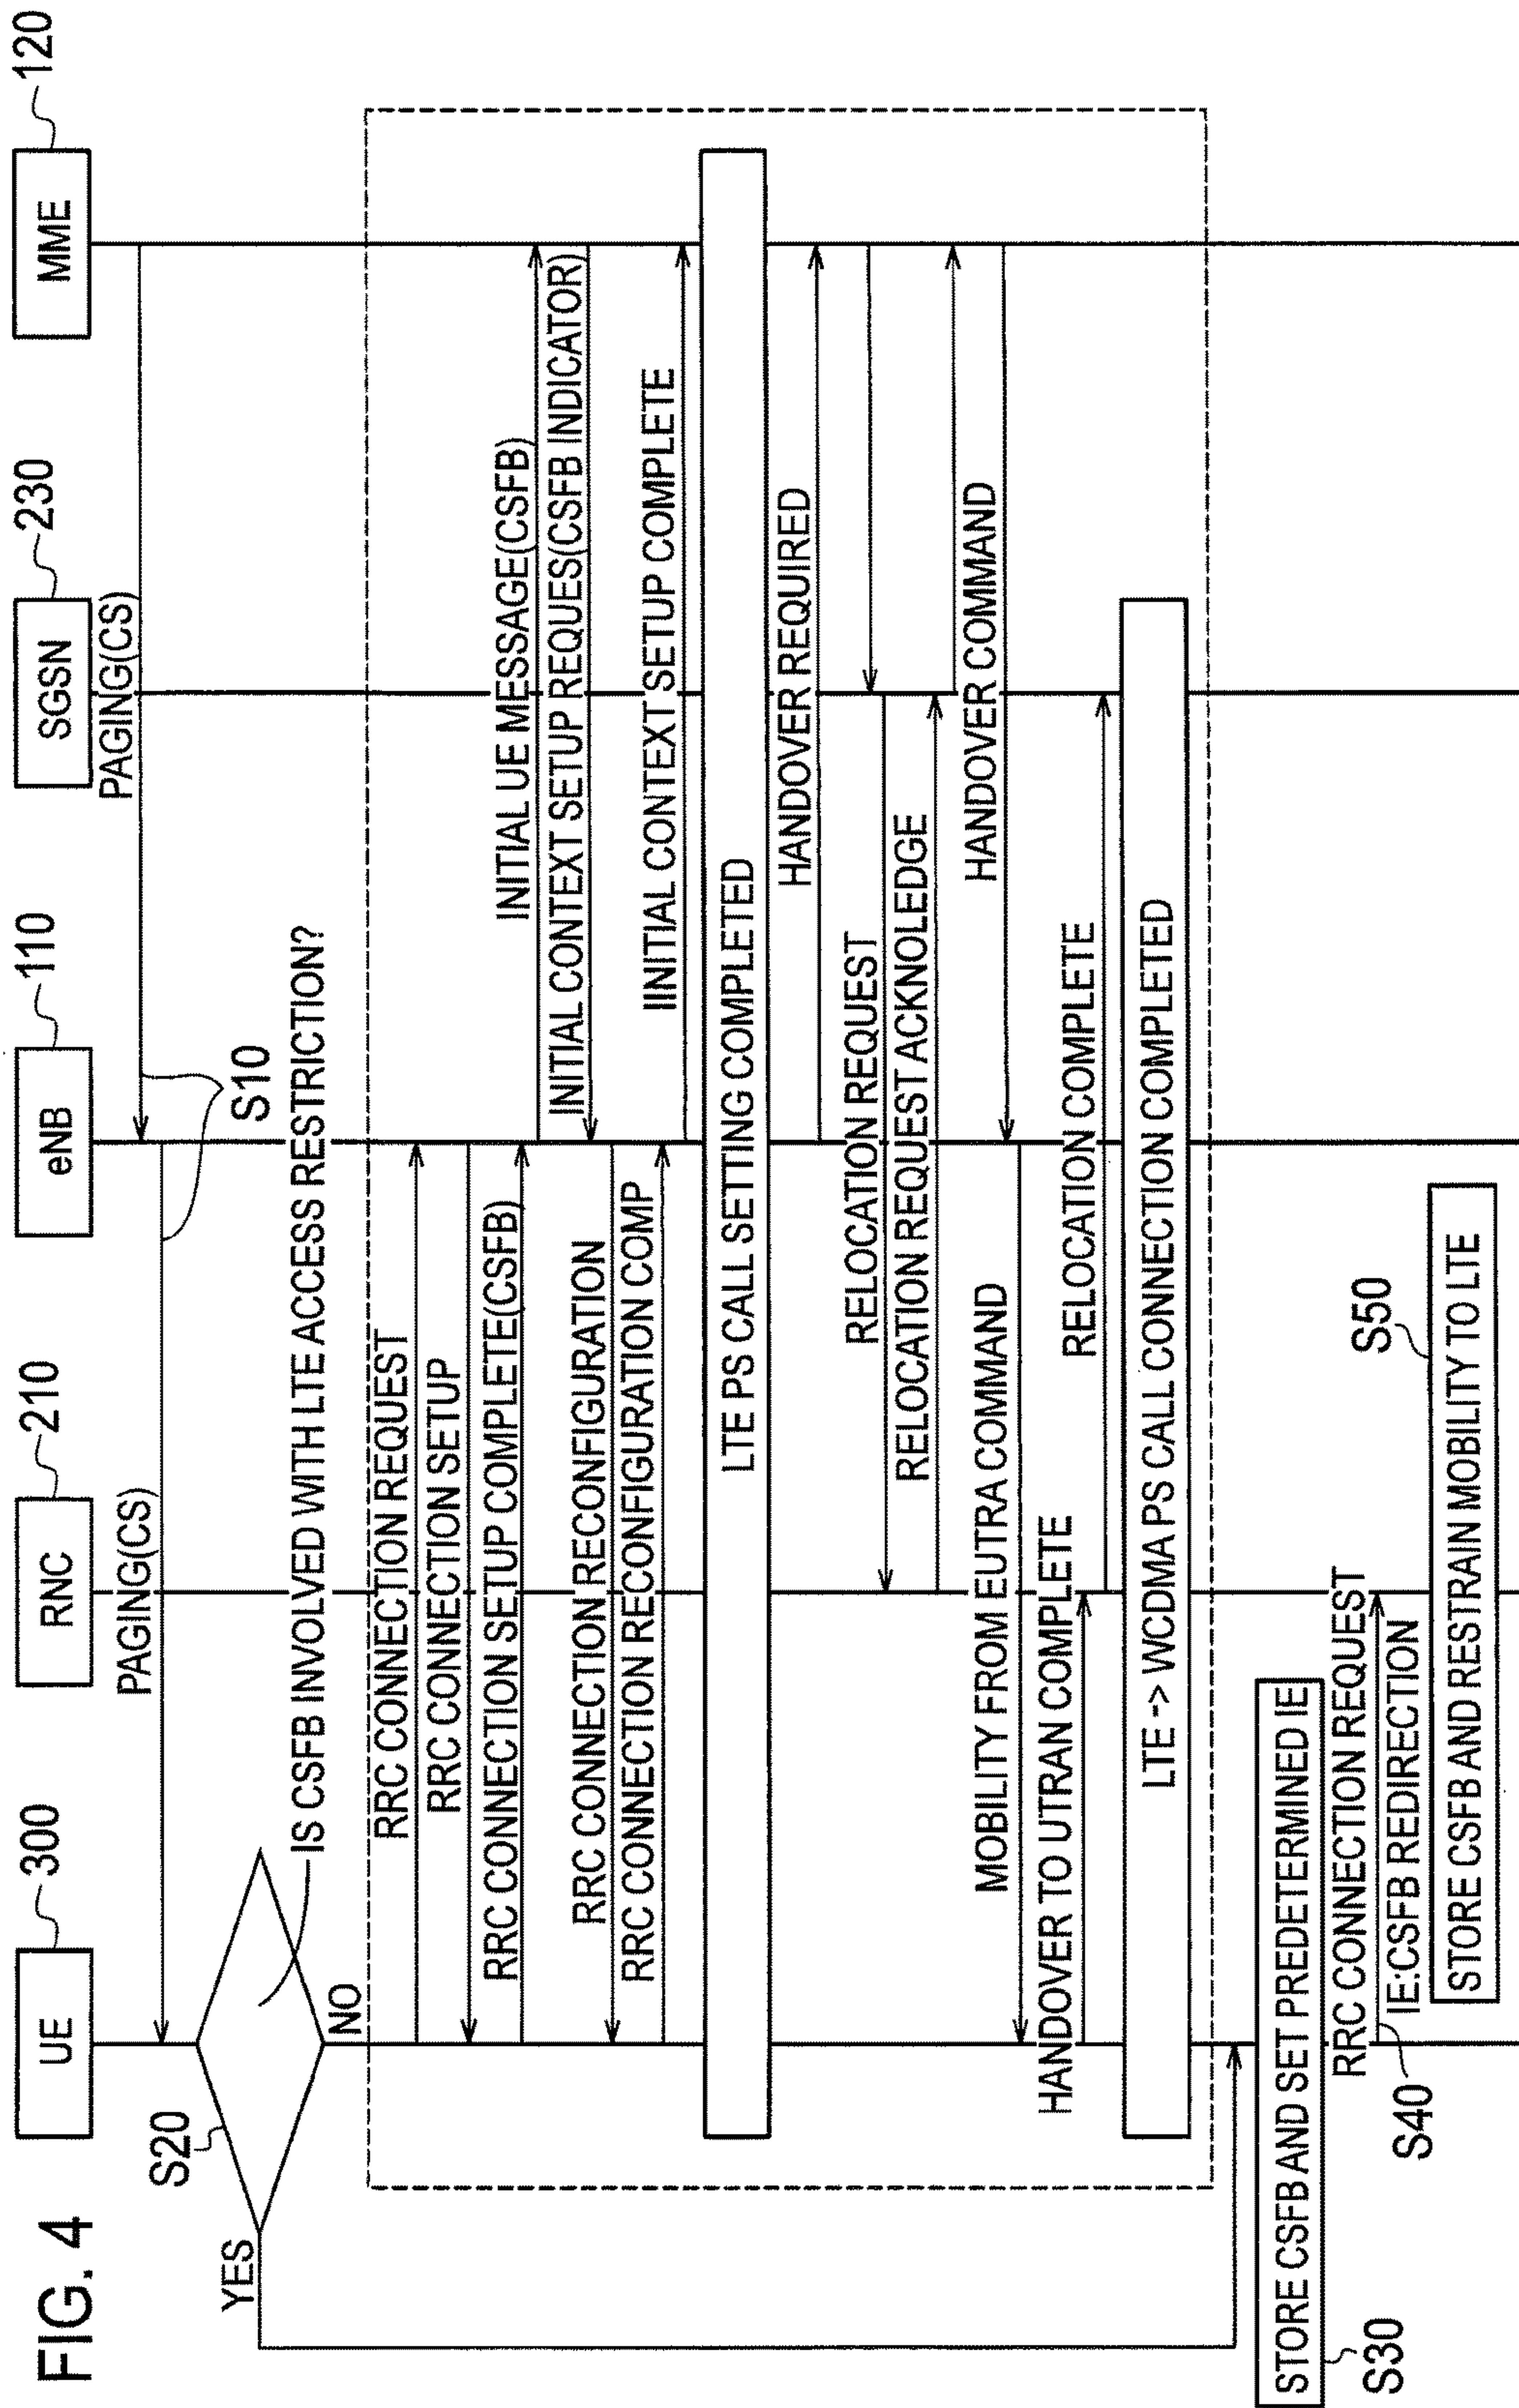 FIG. 4
UE
300
RNC
210
eNB
110
SGSN
230
MME
120
PAGING(CS)
PAGING(CS)
S10
S20
IS CSFB INVOLVED WITH LTE ACCESS RESTRICTION?
YES
NO
RRC CONNECTION REQUEST
RRC CONNECTION SETUP
RRC CONNECTION SETUP COMPLETE(CSFB)
INITIAL UE MESSAGE(CSFB)
INITIAL CONTEXT SETUP REQUES(CSFB INDICATOR)
RRC CONNECTION RECONFIGURATION
RRC CONNECTION RECONFIGURATION COMP
IINITIAL CONTEXT SETUP COMPLETE
LTE PS CALL SETTING COMPLETED
HANDOVER REQUIRED
RELOCATION REQUEST
RELOCATION REQUEST ACKNOLEDGE
HANDOVER COMMAND
MOBILITY FROM EUTRA COMMAND
HANDOVER TO UTRAN COMPLETE
RELOCATION COMPLETE
LTE -> WCDMA PS CALL CONNECTION COMPLETED
STORE CSFB AND SET PREDETERMINED IE
S30
RRC CONNECTION REQUEST
IE:CSFB REDIRECTION
S40
S50
STORE CSFB AND RESTRAIN MOBILITY TO LTE